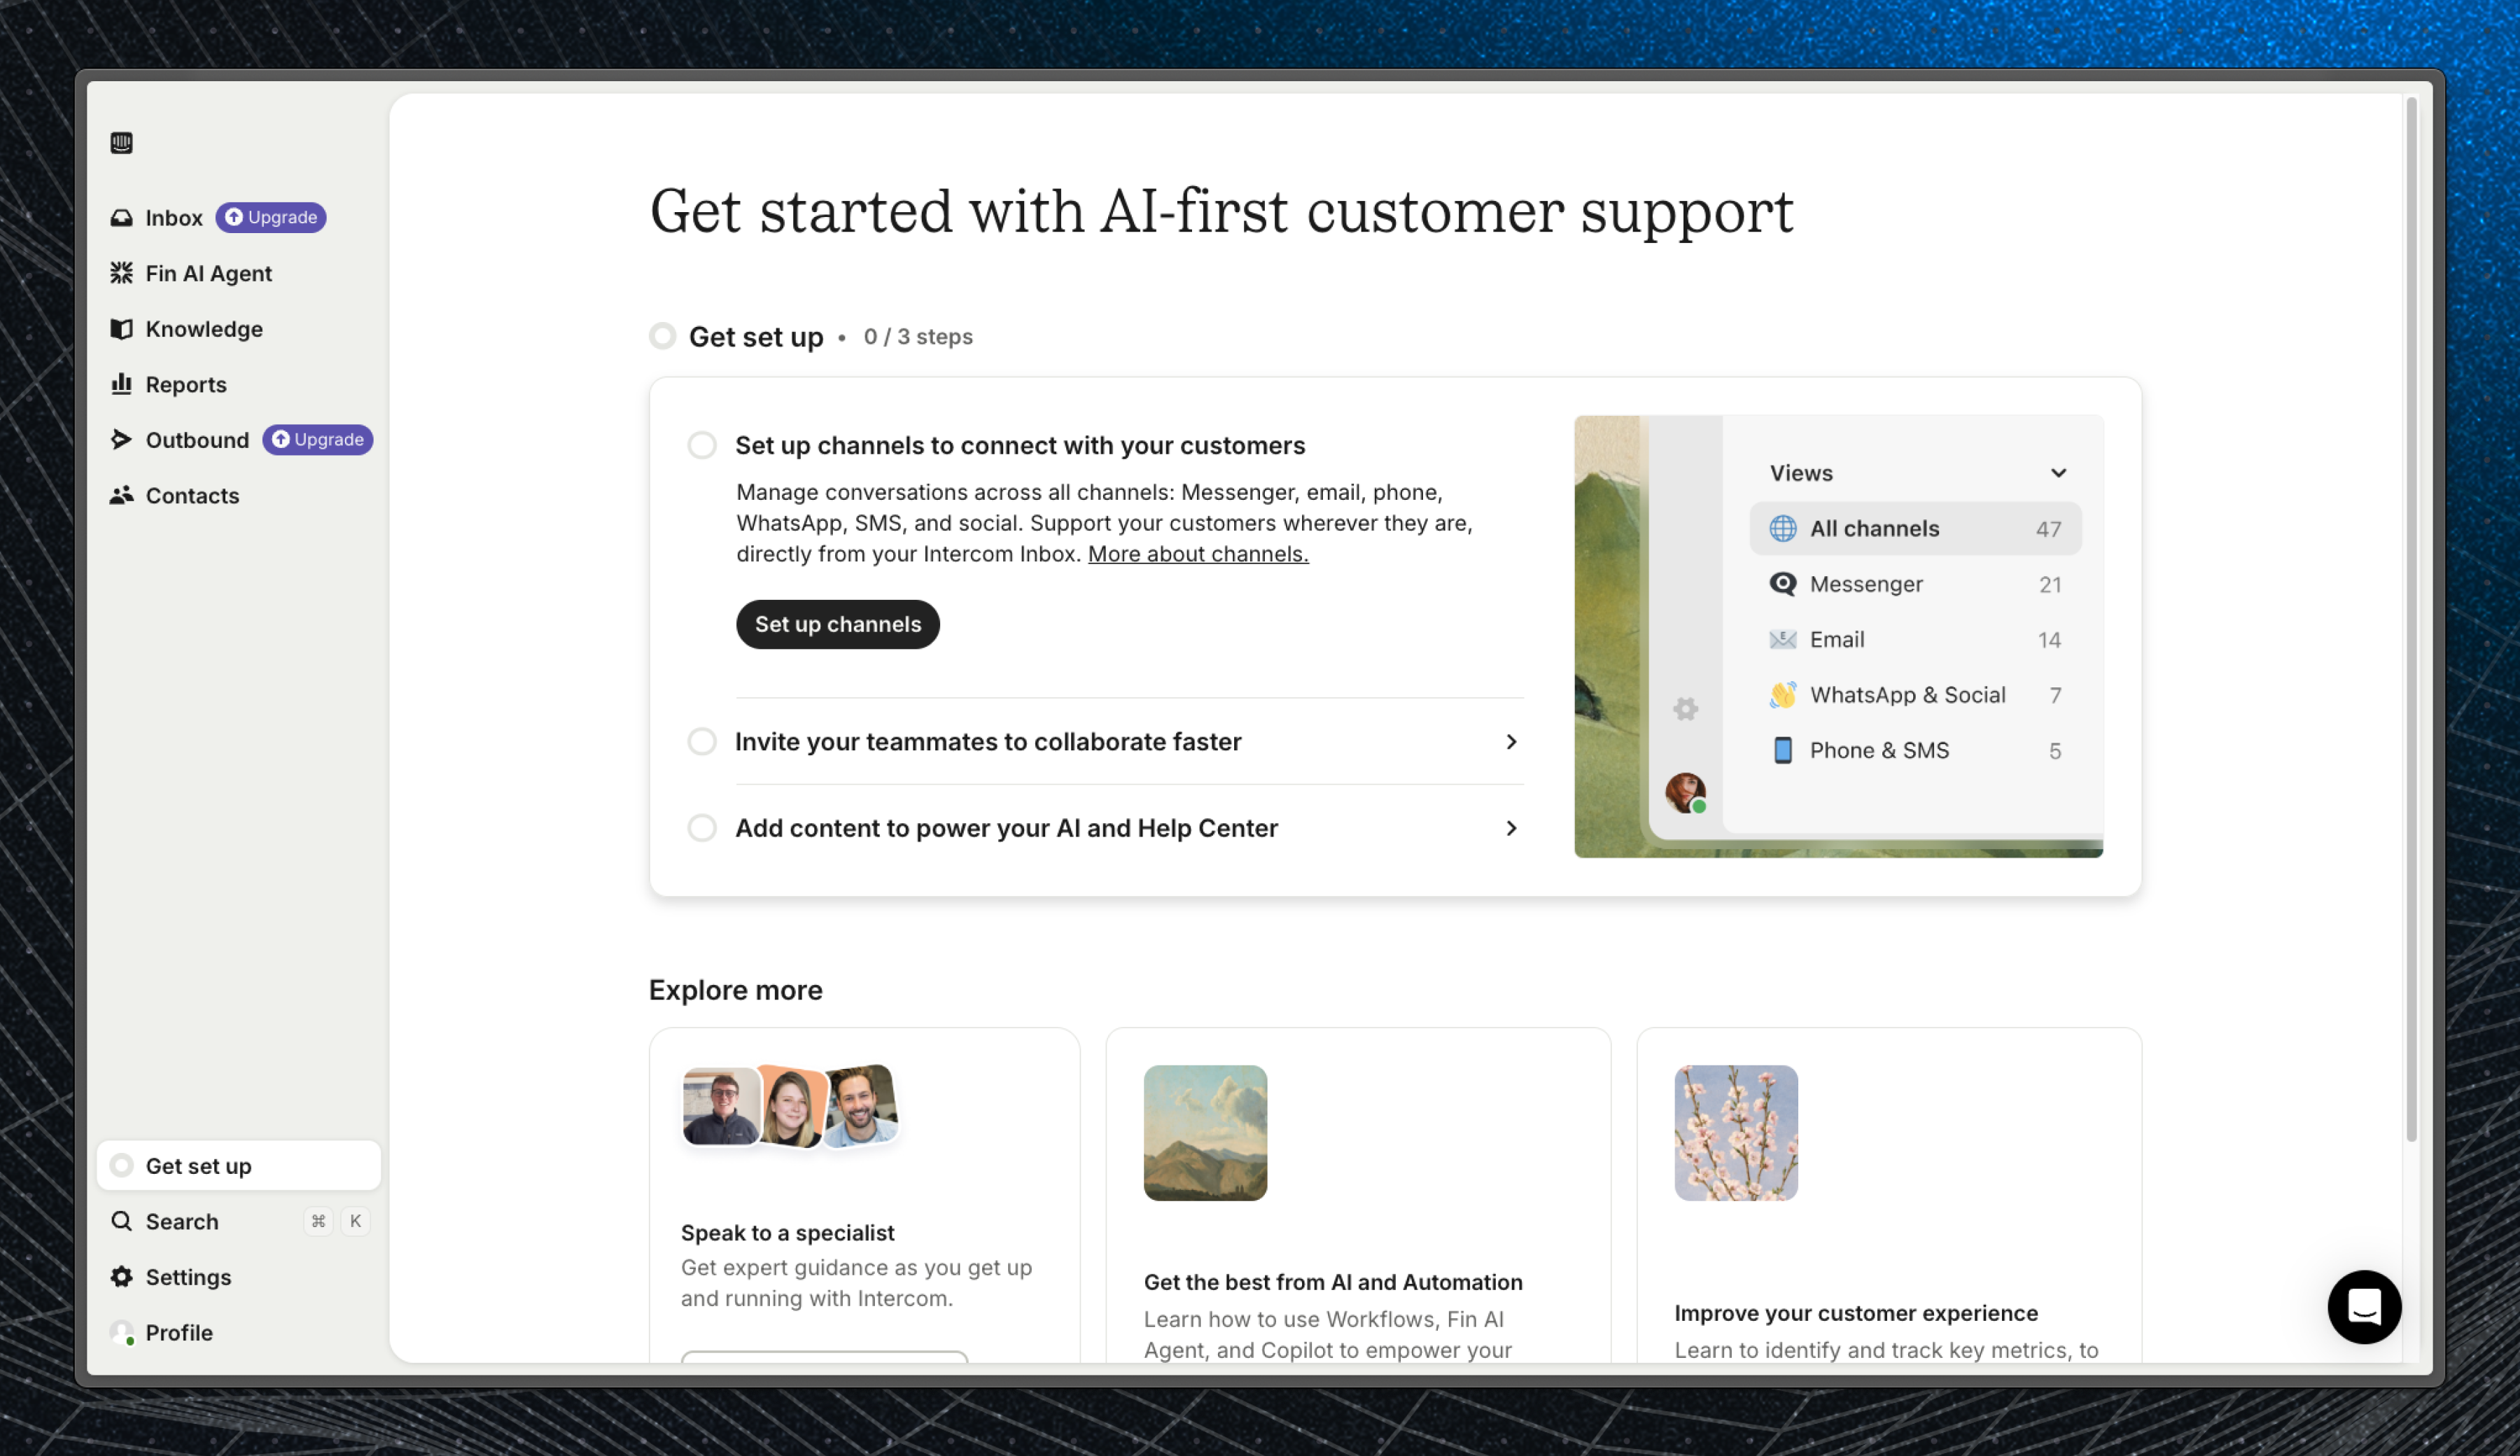 Inbox Upgrade
Fin AI Agent
Knowledge
Reports
Outbound Upgrade
Contacts
Get set up
Search ⌘ K
Settings
Profile
Get started with AI-first customer support
Get set up • 0 / 3 steps
Set up channels to connect with your customers
Manage conversations across all channels: Messenger, email, phone,
WhatsApp, SMS, and social. Support your customers wherever they are,
directly from your Intercom Inbox. More about channels.
Set up channels
Invite your teammates to collaborate faster
Add content to power your AI and Help Center
Views
All channels 47
Messenger 21
Email 14
WhatsApp & Social 7
Phone & SMS 5
Explore more
Speak to a specialist
Get expert guidance as you get up
and running with Intercom.
Get the best from AI and Automation
Learn how to use Workflows, Fin AI
Agent, and Copilot to empower your
Improve your customer experience
Learn to identify and track key metrics, to